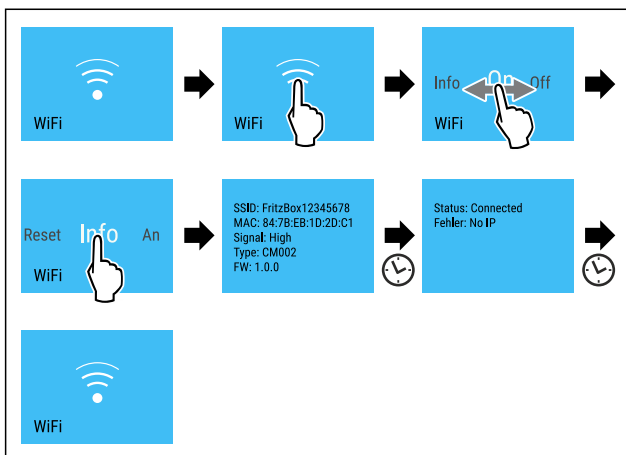 WiFi
WiFi
Info On Off
WiFi
Reset Info An
WiFi
SSID: FritzBox12345678
MAC: 84:7B:EB:1D:2D:C1
Signal: High
Type: CM002
FW: 1.0.0
Status: Connected
Fehler: No IP
WiFi